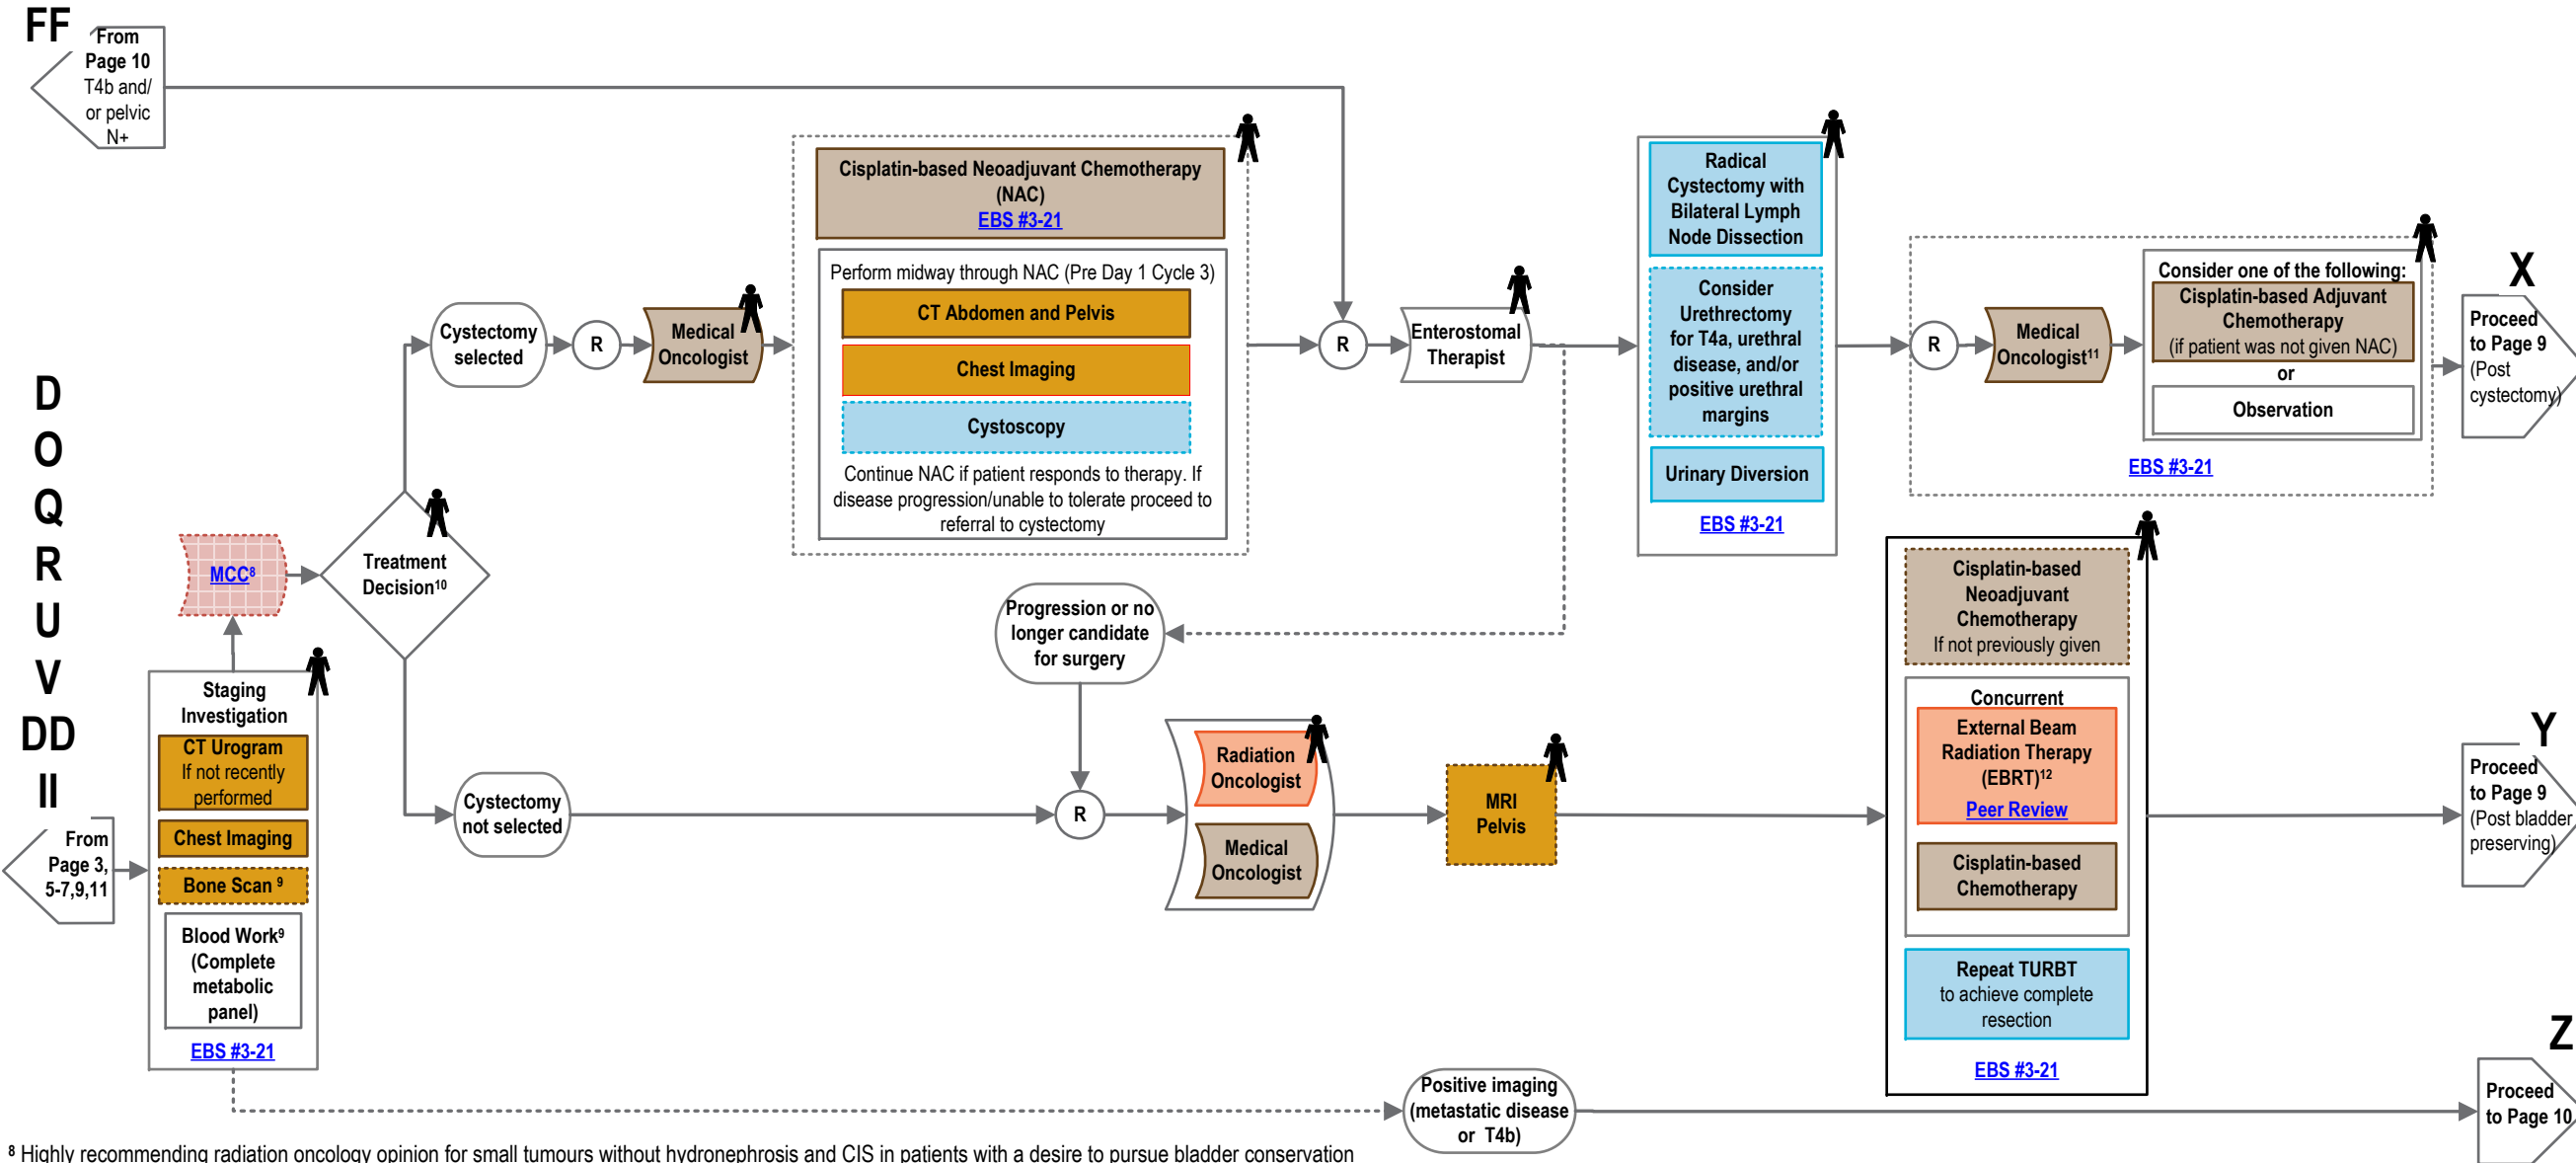 FF
From
Page 10
T4b and/
or pelvic
N+
D
O
Q
R
U
V
DD
II
From
Page 3,
5-7,9,11
Staging
Investigation
CT Urogram
If not recently
performed
Chest Imaging
Bone Scan ⁹
Blood Work⁹
(Complete
metabolic
panel)
EBS #3-21
MCC⁸
Treatment
Decision¹⁰
Cystectomy
selected
R
Medical
Oncologist
Cisplatin-based Neoadjuvant Chemotherapy
(NAC)
EBS #3-21
Perform midway through NAC (Pre Day 1 Cycle 3)
CT Abdomen and Pelvis
Chest Imaging
Cystoscopy
Continue NAC if patient responds to therapy. If
disease progression/unable to tolerate proceed to
referral to cystectomy
R
Enterostomal
Therapist
Radical
Cystectomy with
Bilateral Lymph
Node Dissection
Consider
Urethrectomy
for T4a, urethral
disease, and/or
positive urethral
margins
Urinary Diversion
EBS #3-21
R
Medical
Oncologist¹¹
Consider one of the following:
Cisplatin-based Adjuvant
Chemotherapy
(if patient was not given NAC)
or
Observation
EBS #3-21
X
Proceed
to Page 9
(Post
cystectomy)
Progression or no
longer candidate
for surgery
Cystectomy
not selected
R
Radiation
Oncologist
Medical
Oncologist
MRI
Pelvis
Cisplatin-based
Neoadjuvant
Chemotherapy
If not previously given
Concurrent
External Beam
Radiation Therapy
(EBRT)¹²
Peer Review
Cisplatin-based
Chemotherapy
Repeat TURBT
to achieve complete
resection
EBS #3-21
Y
Proceed
to Page 9
(Post bladder
preserving)
Positive imaging
(metastatic disease
or T4b)
Z
Proceed
to Page 10
⁸ Highly recommending radiation oncology opinion for small tumours without hydronephrosis and CIS in patients with a desire to pursue bladder conservation